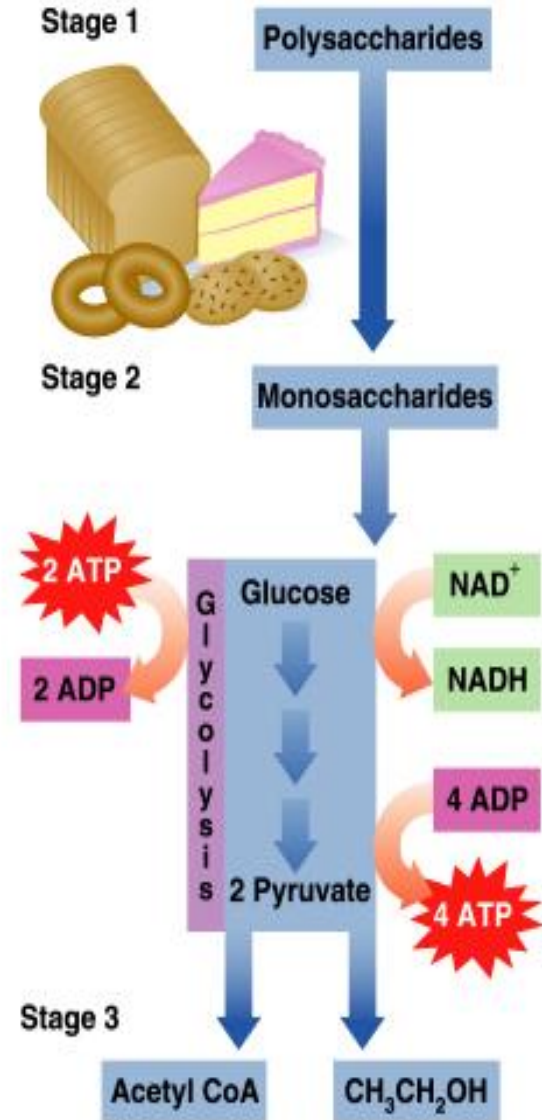 Stage 1
Polysaccharides
Stage 2
Monosaccharides
2 ATP
2 ADP
Glycolysis
Glucose
2 Pyruvate
NAD⁺
NADH
4 ADP
4 ATP
Stage 3
Acetyl CoA
CH₃CH₂OH